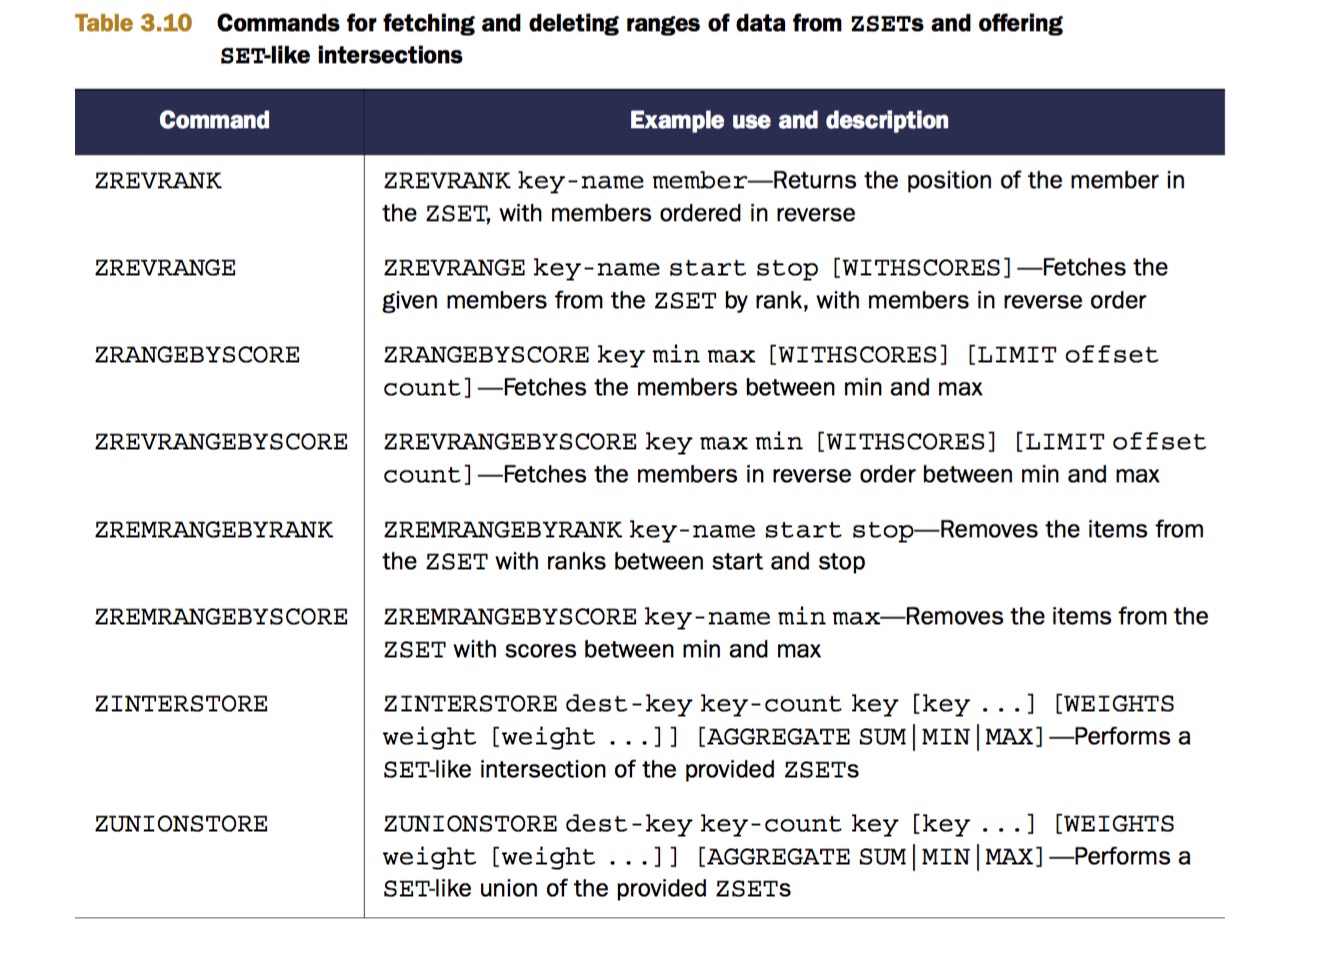 Table 3.10 Commands for fetching and deleting ranges of data from ZSETs and offering
SET-like intersections
Command Example use and description
ZREVRANK ZREVRANK key-name member—Returns the position of the member in
the ZSET, with members ordered in reverse
ZREVRANGE ZREVRANGE key-name start stop [WITHSCORES]—Fetches the
given members from the ZSET by rank, with members in reverse order
ZRANGEBYSCORE ZRANGEBYSCORE key min max [WITHSCORES] [LIMIT offset
count]—Fetches the members between min and max
ZREVRANGEBYSCORE ZREVRANGEBYSCORE key max min [WITHSCORES] [LIMIT offset
count]—Fetches the members in reverse order between min and max
ZREMRANGEBYRANK ZREMRANGEBYRANK key-name start stop—Removes the items from
the ZSET with ranks between start and stop
ZREMRANGEBYSCORE ZREMRANGEBYSCORE key-name min max—Removes the items from the
ZSET with scores between min and max
ZINTERSTORE ZINTERSTORE dest-key key-count key [key ...] [WEIGHTS
weight [weight ...]] [AGGREGATE SUM|MIN|MAX]—Performs a
SET-like intersection of the provided ZSETs
ZUNIONSTORE ZUNIONSTORE dest-key key-count key [key ...] [WEIGHTS
weight [weight ...]] [AGGREGATE SUM|MIN|MAX]—Performs a
SET-like union of the provided ZSETs